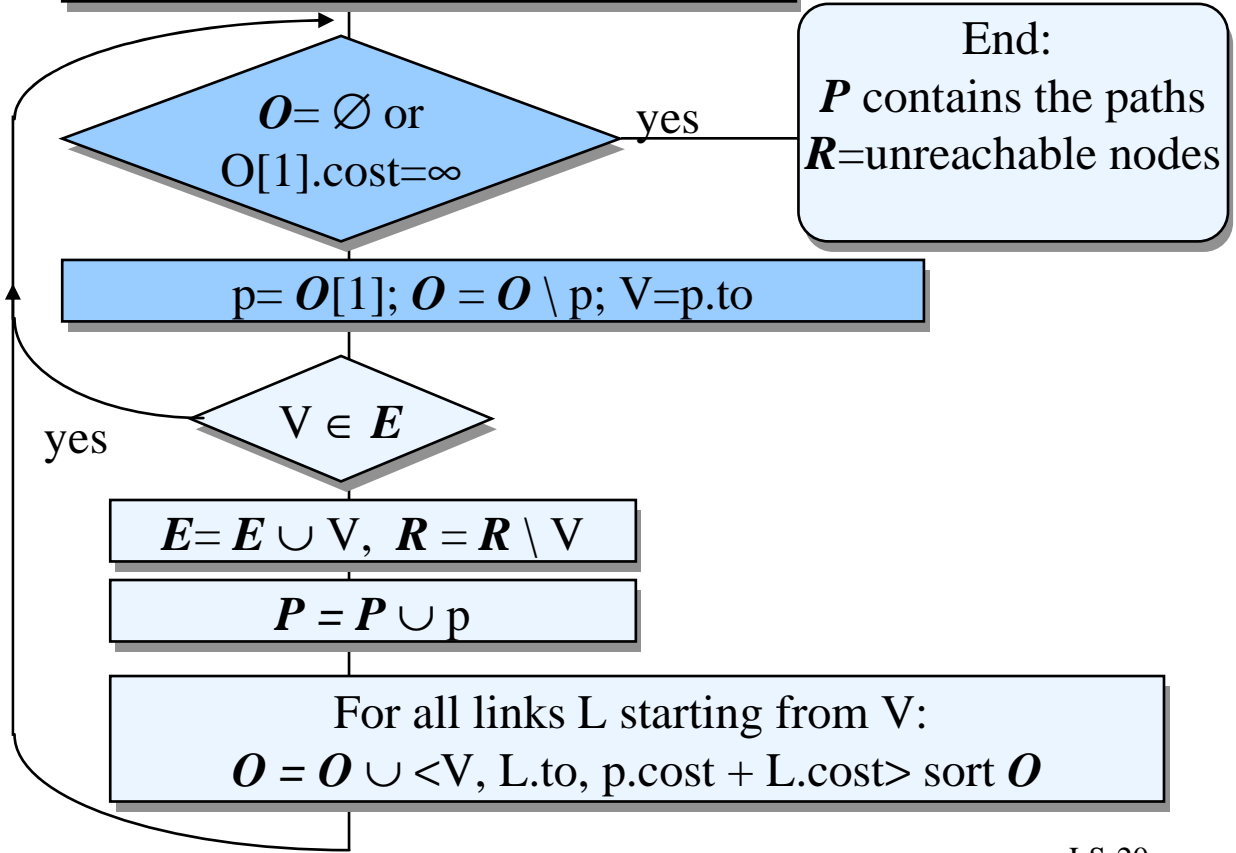 End:
P contains the paths
R=unreachable nodes
O= ∅ or
O[1].cost=∞
yes
p= O[1]; O = O \ p; V=p.to
V ∈ E
yes
E= E ∪ V, R = R \ V
P = P ∪ p
For all links L starting from V:
O = O ∪ <V, L.to, p.cost + L.cost> sort O